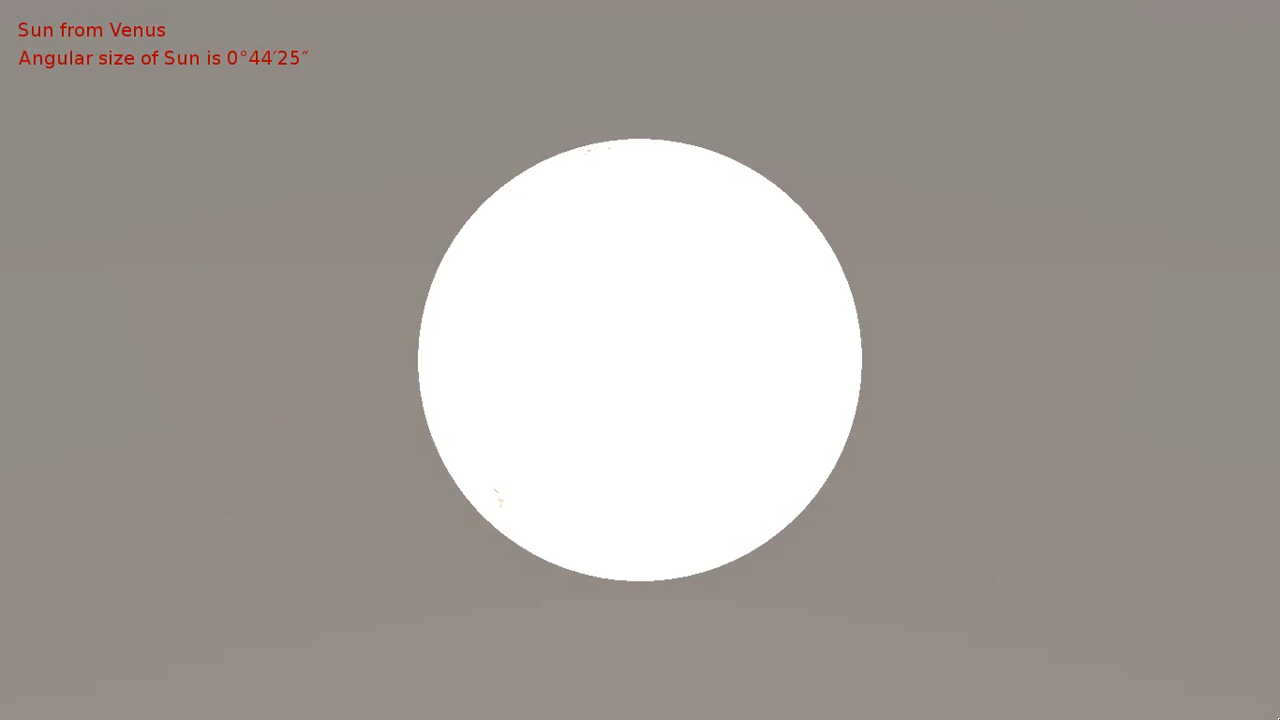 Sun from Venus
Angular size of Sun is 0°44′25″